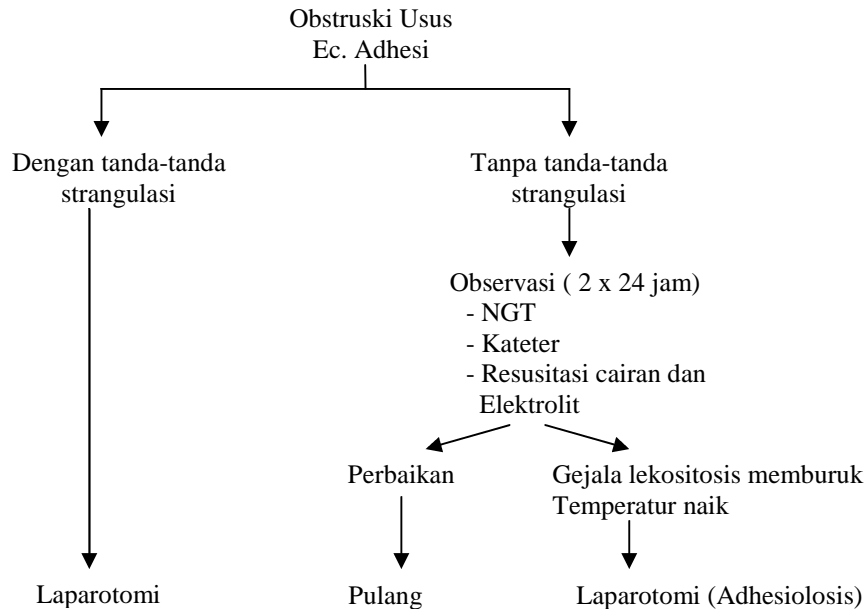 Obstruski Usus
Ec. Adhesi
Dengan tanda-tanda
strangulasi
Tanpa tanda-tanda
strangulasi
Observasi ( 2 x 24 jam)
- NGT
- Kateter
- Resusitasi cairan dan
Elektrolit
Perbaikan
Gejala lekositosis memburuk
Temperatur naik
Laparotomi
Pulang
Laparotomi (Adhesiolosis)